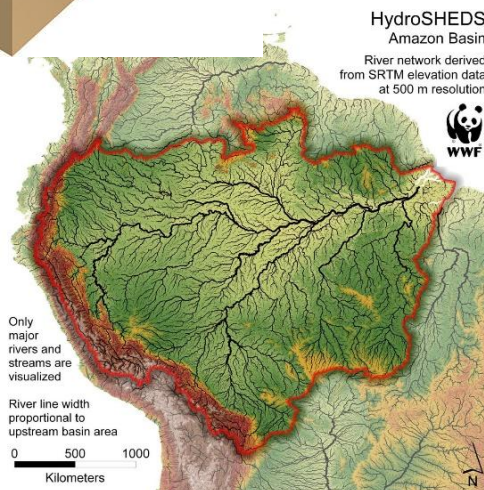 HydroSHEDS
Amazon Basin
River network derived
from SRTM elevation data
at 500 m resolution
WWF
Only
major
rivers and
streams are
visualized
River line width
proportional to
upstream basin area
0 500 1000
Kilometers
N